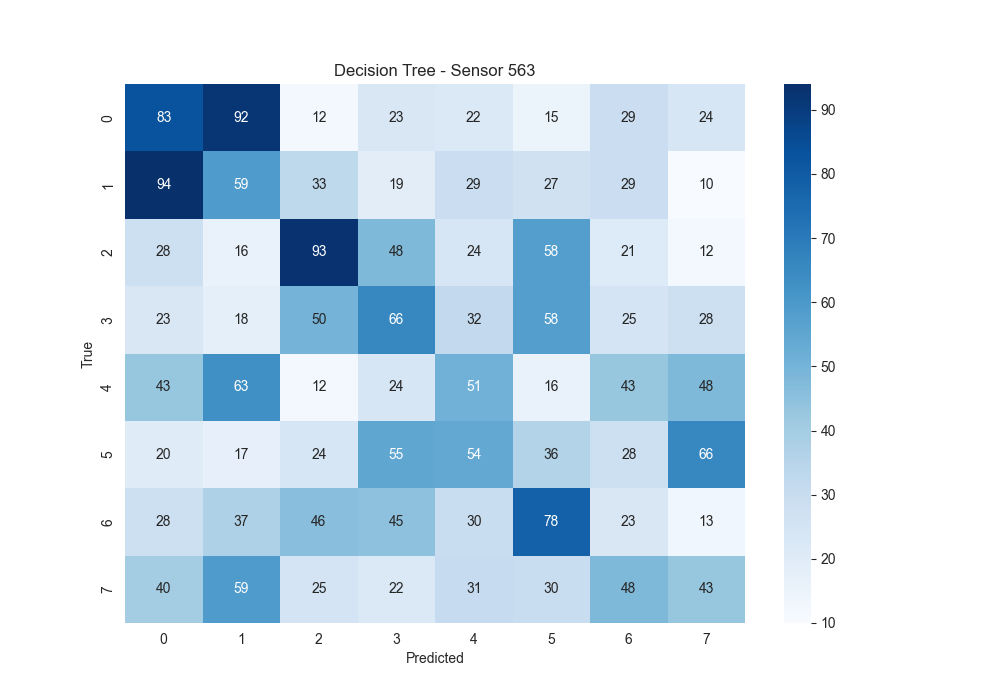 Decision Tree - Sensor 563
0 83 92 12 23 22 15 29 24
1 94 59 33 19 29 27 29 10
2 28 16 93 48 24 58 21 12
3 23 18 50 66 32 58 25 28
4 43 63 12 24 51 16 43 48
5 20 17 24 55 54 36 28 66
6 28 37 46 45 30 78 23 13
7 40 59 25 22 31 30 48 43
0 1 2 3 4 5 6 7
True
Predicted
90
80
70
60
50
40
30
20
10